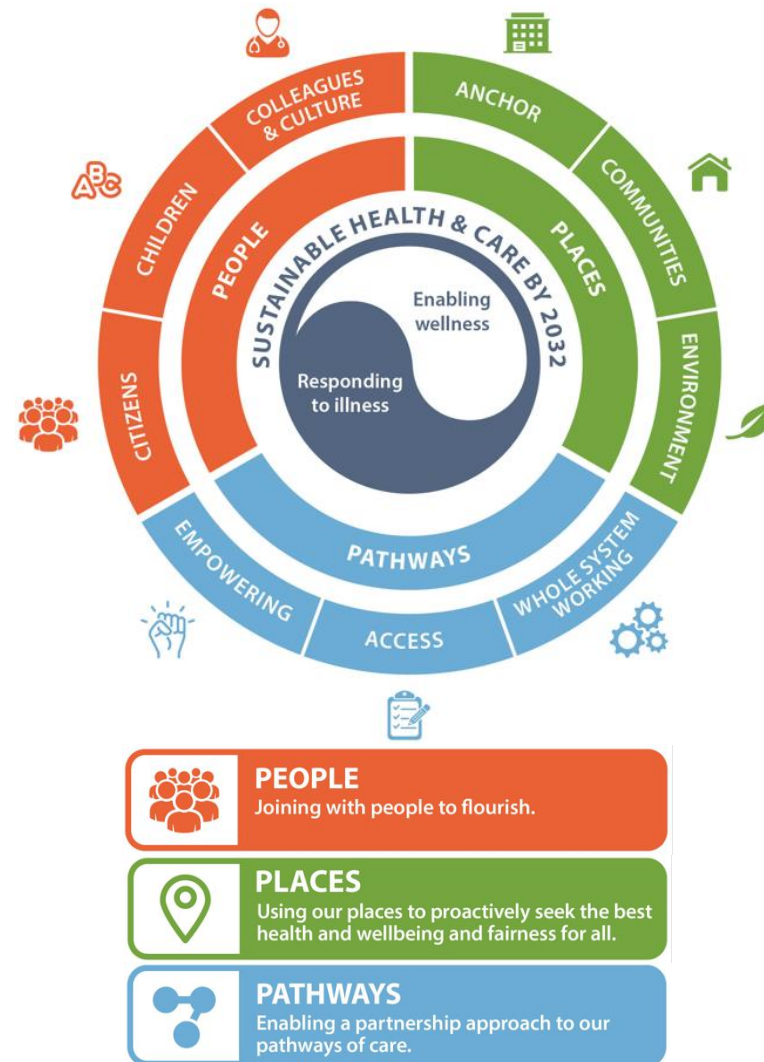 COLLEAGUES
& CULTURE
ANCHOR
CHILDREN
COMMUNITIES
CITIZENS
ENVIRONMENT
EMPOWERING
ACCESS
WHOLE SYSTEM
WORKING
PEOPLE
PLACES
PATHWAYS
SUSTAINABLE HEALTH & CARE BY 2032
Enabling
wellness
Responding
to illness
ABC
PEOPLE
Joining with people to flourish.
PLACES
Using our places to proactively seek the best
health and wellbeing and fairness for all.
PATHWAYS
Enabling a partnership approach to our
pathways of care.